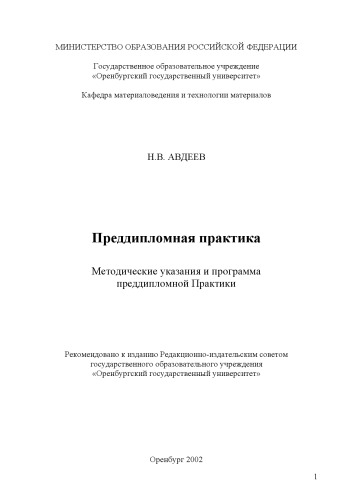 МИНИСТЕРСТВО ОБРАЗОВАНИЯ РОССИЙСКОЙ ФЕДЕРАЦИИ
Государственное образовательное учреждение
«Оренбургский государственный университет»
Кафедра материаловедения и технологии материалов
Н.В. АВДЕЕВ
Преддипломная практика
Методические указания и программа
преддипломной Практики
Рекомендовано к изданию Редакционно-издательским советом
государственного образовательного учреждения
«Оренбургский государственный университет»
Оренбург 2002
1